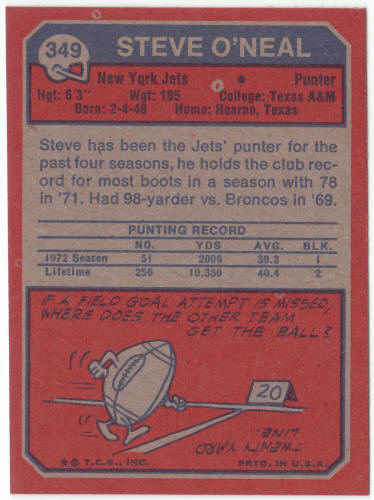 349
STEVE O'NEAL
New York Jets • Punter
Hgt: 6'3" Wgt: 195 College: Texas A&M
Born: 2-4-46 Home: Hearne, Texas
Steve has been the Jets' punter for the
past four seasons, he holds the club rec-
ord for most boots in a season with 78
in '71. Had 98-yarder vs. Broncos in '69.
PUNTING RECORD
NO. YDS AVG. BLK.
1972 Season 51 2006 39.3 1
Lifetime 256 10,350 40.4 2
IF A FIELD GOAL ATTEMPT IS MISSED,
WHERE DOES THE OTHER TEAM
GET THE BALL?
20
TWENTY YARD
LINE.
* © T.C.G., INC. PRTD. IN U.S.A.